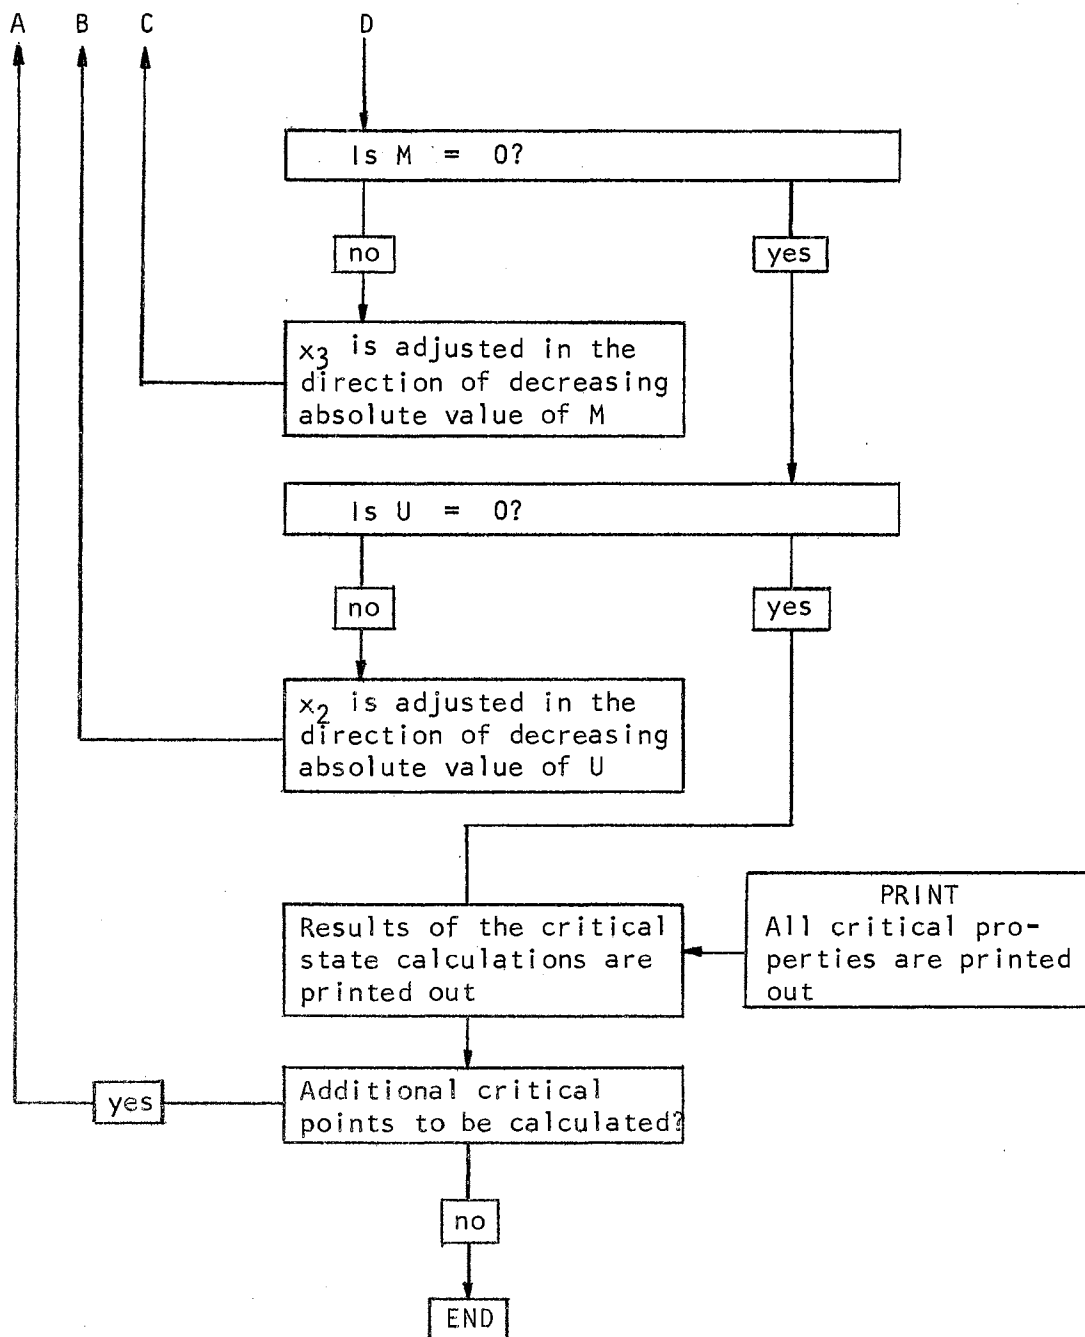 A B C D
Is M = 0?
no yes
x3 is adjusted in the
direction of decreasing
absolute value of M
Is U = 0?
no yes
x2 is adjusted in the
direction of decreasing
absolute value of U
Results of the critical
state calculations are
printed out
PRINT
All critical pro-
perties are printed
out
Additional critical
points to be calculated?
yes
no
END